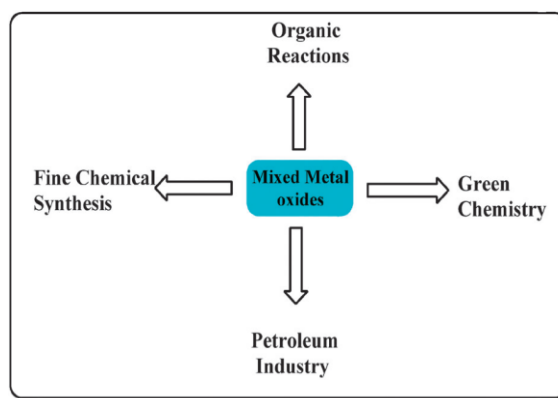 Organic
Reactions
Fine Chemical
Synthesis
Mixed Metal
oxides
Green
Chemistry
Petroleum
Industry